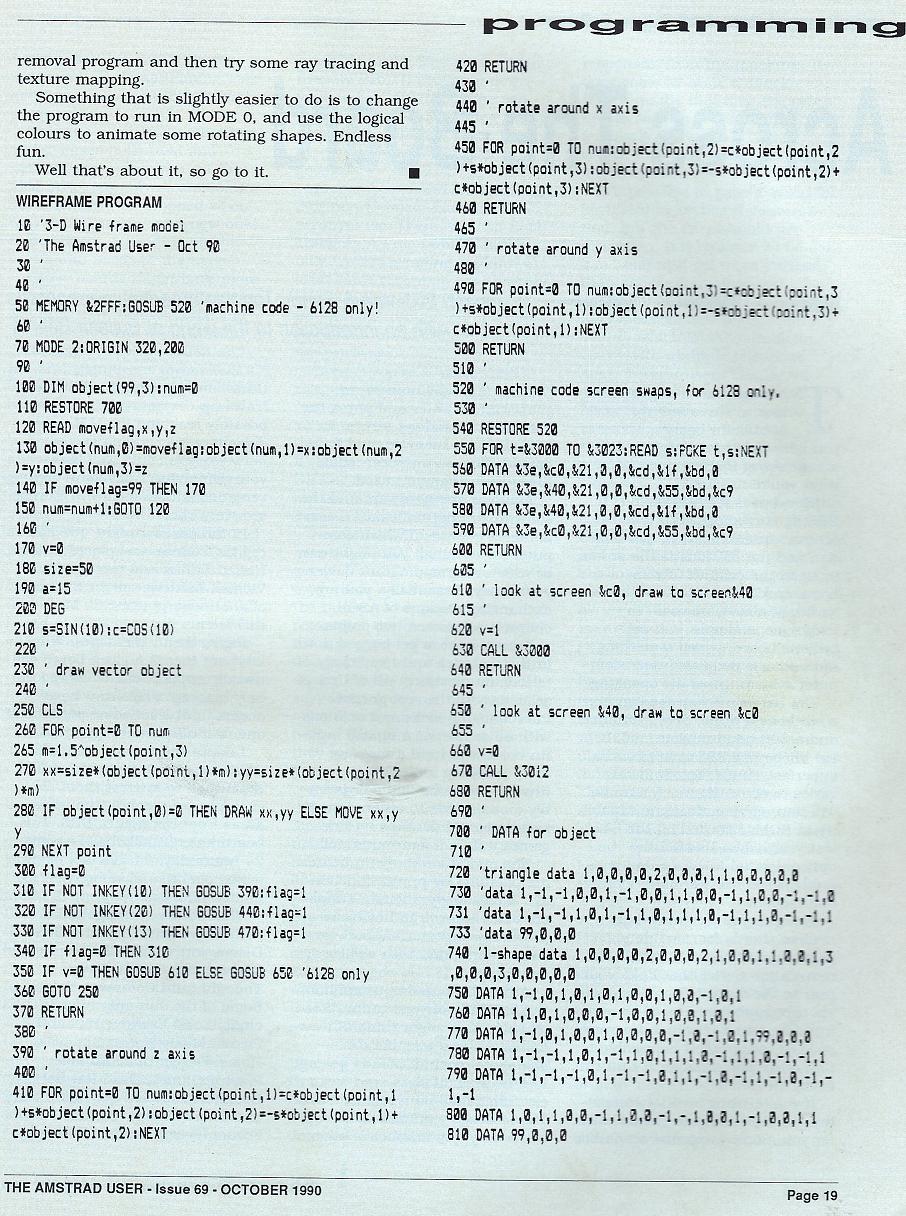 programming
removal program and then try some ray tracing and
texture mapping.
Something that is slightly easier to do is to change
the program to run in MODE 0, and use the logical
colours to animate some rotating shapes. Endless
fun.
Well that's about it, so go to it. ■
WIREFRAME PROGRAM
10 '3-D Wire frame model
20 'The Amstrad User - Oct 90
30 '
40 '
50 MEMORY &2FFF:GOSUB 520 'machine code - 6128 only!
60 '
70 MODE 2:ORIGIN 320,200
90 '
100 DIM object(99,3):num=0
110 RESTORE 700
120 READ moveflag,x,y,z
130 object(num,0)=moveflag:object(num,1)=x:object(num,2
)=y:object(num,3)=z
140 IF moveflag=99 THEN 170
150 num=num+1:GOTO 120
160 '
170 v=0
180 size=50
190 a=15
200 DEG
210 s=SIN(10):c=COS(10)
220 '
230 ' draw vector object
240 '
250 CLS
260 FOR point=0 TO num
265 m=1.5^object(point,3)
270 xx=size*(object(point,1)*m):yy=size*(object(point,2
)*m)
280 IF object(point,0)=0 THEN DRAW xx,yy ELSE MOVE xx,y
y
290 NEXT point
300 flag=0
310 IF NOT INKEY(10) THEN GOSUB 390:flag=1
320 IF NOT INKEY(20) THEN GOSUB 440:flag=1
330 IF NOT INKEY(13) THEN GOSUB 470:flag=1
340 IF flag=0 THEN 310
350 IF v=0 THEN GOSUB 610 ELSE GOSUB 650 '6128 only
360 GOTO 250
370 RETURN
380 '
390 ' rotate around z axis
400 '
410 FOR point=0 TO num:object(point,1)=c*object(point,1
)+s*object(point,2):object(point,2)=-s*object(point,1)+
c*object(point,2):NEXT
420 RETURN
430 '
440 ' rotate around x axis
445 '
450 FOR point=0 TO num:object(point,2)=c*object(point,2
)+s*object(point,3):object(point,3)=-s*object(point,2)+
c*object(point,3):NEXT
460 RETURN
465 '
470 ' rotate around y axis
480 '
490 FOR point=0 TO num:object(point,3)=c*object(point,3
)+s*object(point,1):object(point,1)=-s*object(point,3)+
c*object(point,1):NEXT
500 RETURN
510 '
520 ' machine code screen swaps, for 6128 only.
530 '
540 RESTORE 520
550 FOR t=&3000 TO &3023:READ s:POKE t,s:NEXT
560 DATA &3e,&c0,&21,0,0,&cd,&1f,&bd,0
570 DATA &3e,&40,&21,0,0,&cd,&55,&bd,&c9
580 DATA &3e,&40,&21,0,0,&cd,&1f,&bd,0
590 DATA &3e,&c0,&21,0,0,&cd,&55,&bd,&c9
600 RETURN
605 '
610 ' look at screen &c0, draw to screen&40
615 '
620 v=1
630 CALL &3000
640 RETURN
645 '
650 ' look at screen &40, draw to screen &c0
655 '
660 v=0
670 CALL &3012
680 RETURN
690 '
700 ' DATA for object
710 '
720 'triangle data 1,0,0,0,0,2,0,0,0,1,1,0,0,0,0,0
730 'data 1,-1,-1,0,0,1,-1,0,0,1,1,0,0,-1,1,0,0,-1,-1,0
731 'data 1,-1,-1,1,0,1,-1,1,0,1,1,1,0,-1,1,1,0,-1,-1,1
733 'data 99,0,0,0
740 'l-shape data 1,0,0,0,0,2,0,0,0,2,1,0,0,1,1,0,0,1,3
,0,0,0,3,0,0,0,0,0
750 DATA 1,-1,0,1,0,1,0,1,0,0,1,0,0,-1,0,1
760 DATA 1,1,0,1,0,0,0,-1,0,0,1,0,0,1,0,1
770 DATA 1,-1,0,1,0,0,1,0,0,0,0,-1,0,-1,0,1,99,0,0,0
780 DATA 1,-1,-1,1,0,1,-1,1,0,1,1,1,0,-1,1,1,0,-1,-1,1
790 DATA 1,-1,-1,-1,0,1,-1,-1,0,1,1,-1,0,-1,1,-1,0,-1,-
1,-1
800 DATA 1,0,1,1,0,0,-1,1,0,0,-1,-,1,0,0,1,-1,0,0,1,1
810 DATA 99,0,0,0
THE AMSTRAD USER - Issue 69 - OCTOBER 1990
Page 19